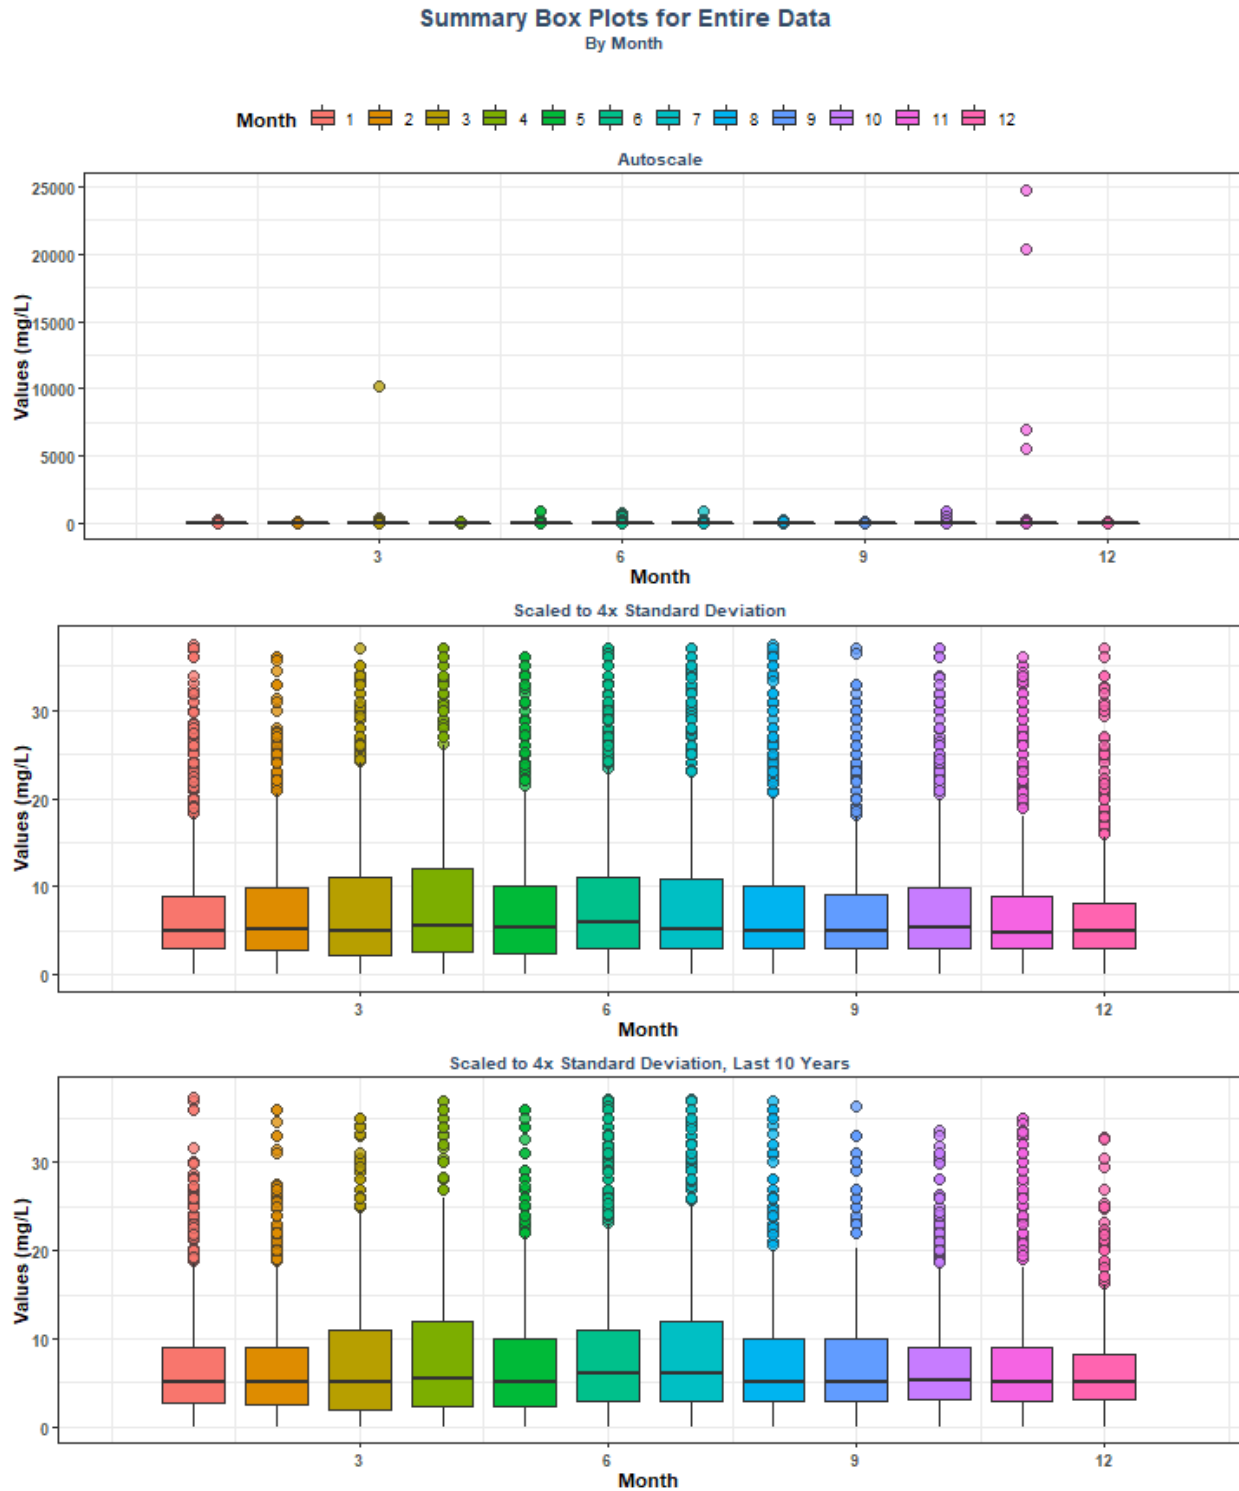 Summary Box Plots for Entire Data
By Month
Month 1 2 3 4 5 6 7 8 9 10 11 12
Autoscale
Values (mg/L)
25000
20000
15000
10000
5000
0
3 6 9 12
Month
Scaled to 4x Standard Deviation
Values (mg/L)
30
20
10
0
3 6 9 12
Month
Scaled to 4x Standard Deviation, Last 10 Years
Values (mg/L)
30
20
10
0
3 6 9 12
Month